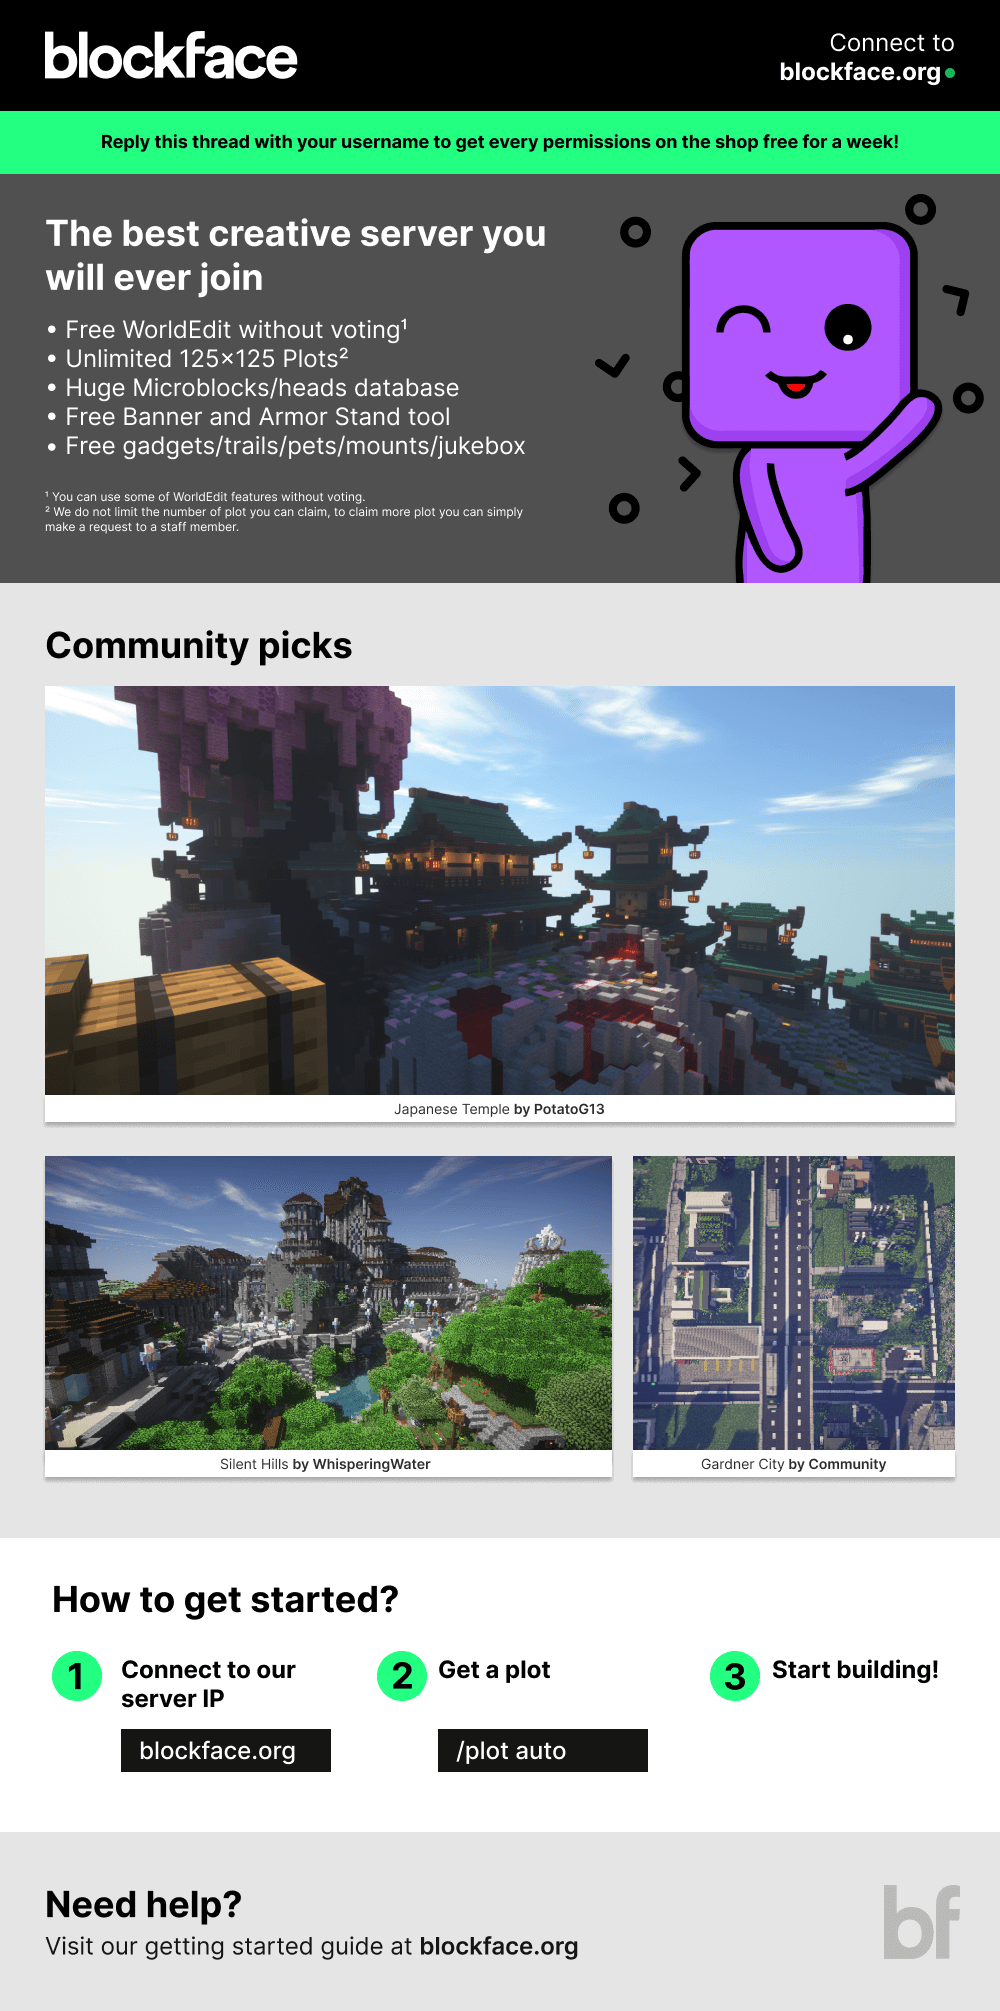 blockface
Connect to
blockface.org
Reply this thread with your username to get every permissions on the shop free for a week!
The best creative server you
will ever join
• Free WorldEdit without voting¹
• Unlimited 125×125 Plots²
• Huge Microblocks/heads database
• Free Banner and Armor Stand tool
• Free gadgets/trails/pets/mounts/jukebox
¹ You can use some of WorldEdit features without voting.
² We do not limit the number of plot you can claim, to claim more plot you can simply
make a request to a staff member.
Community picks
Japanese Temple by PotatoG13
Silent Hills by WhisperingWater
Gardner City by Community
How to get started?
1 Connect to our
server IP
blockface.org
2 Get a plot
/plot auto
3 Start building!
Need help?
Visit our getting started guide at blockface.org
bf